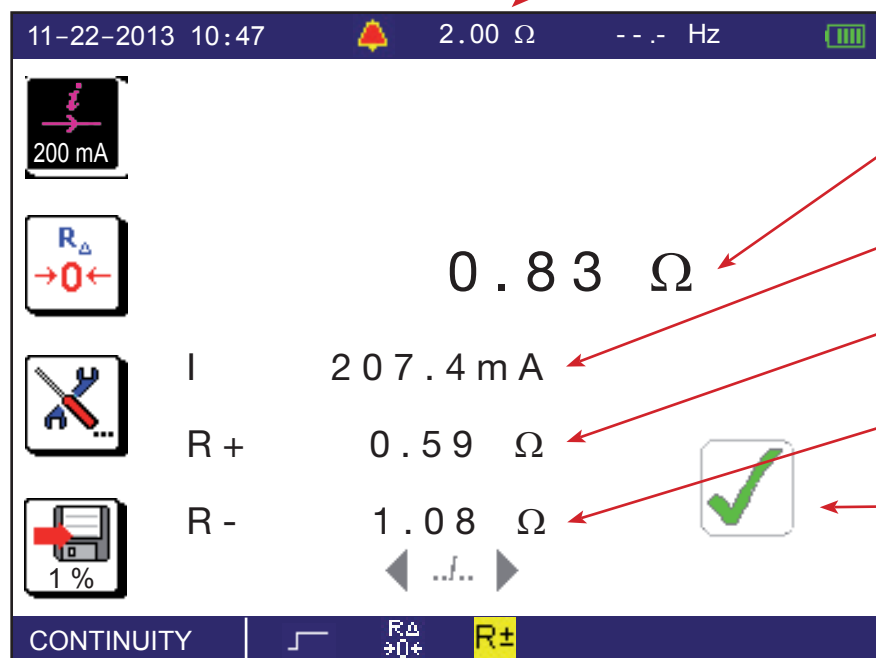 11-22-2013 10:47 2.00 Ω --.- Hz
i
200 mA
RΔ
→0←
0.83 Ω
I 207.4mA
R+ 0.59 Ω
...
R- 1.08 Ω
1 %
CONTINUITY RΔ →0← R±